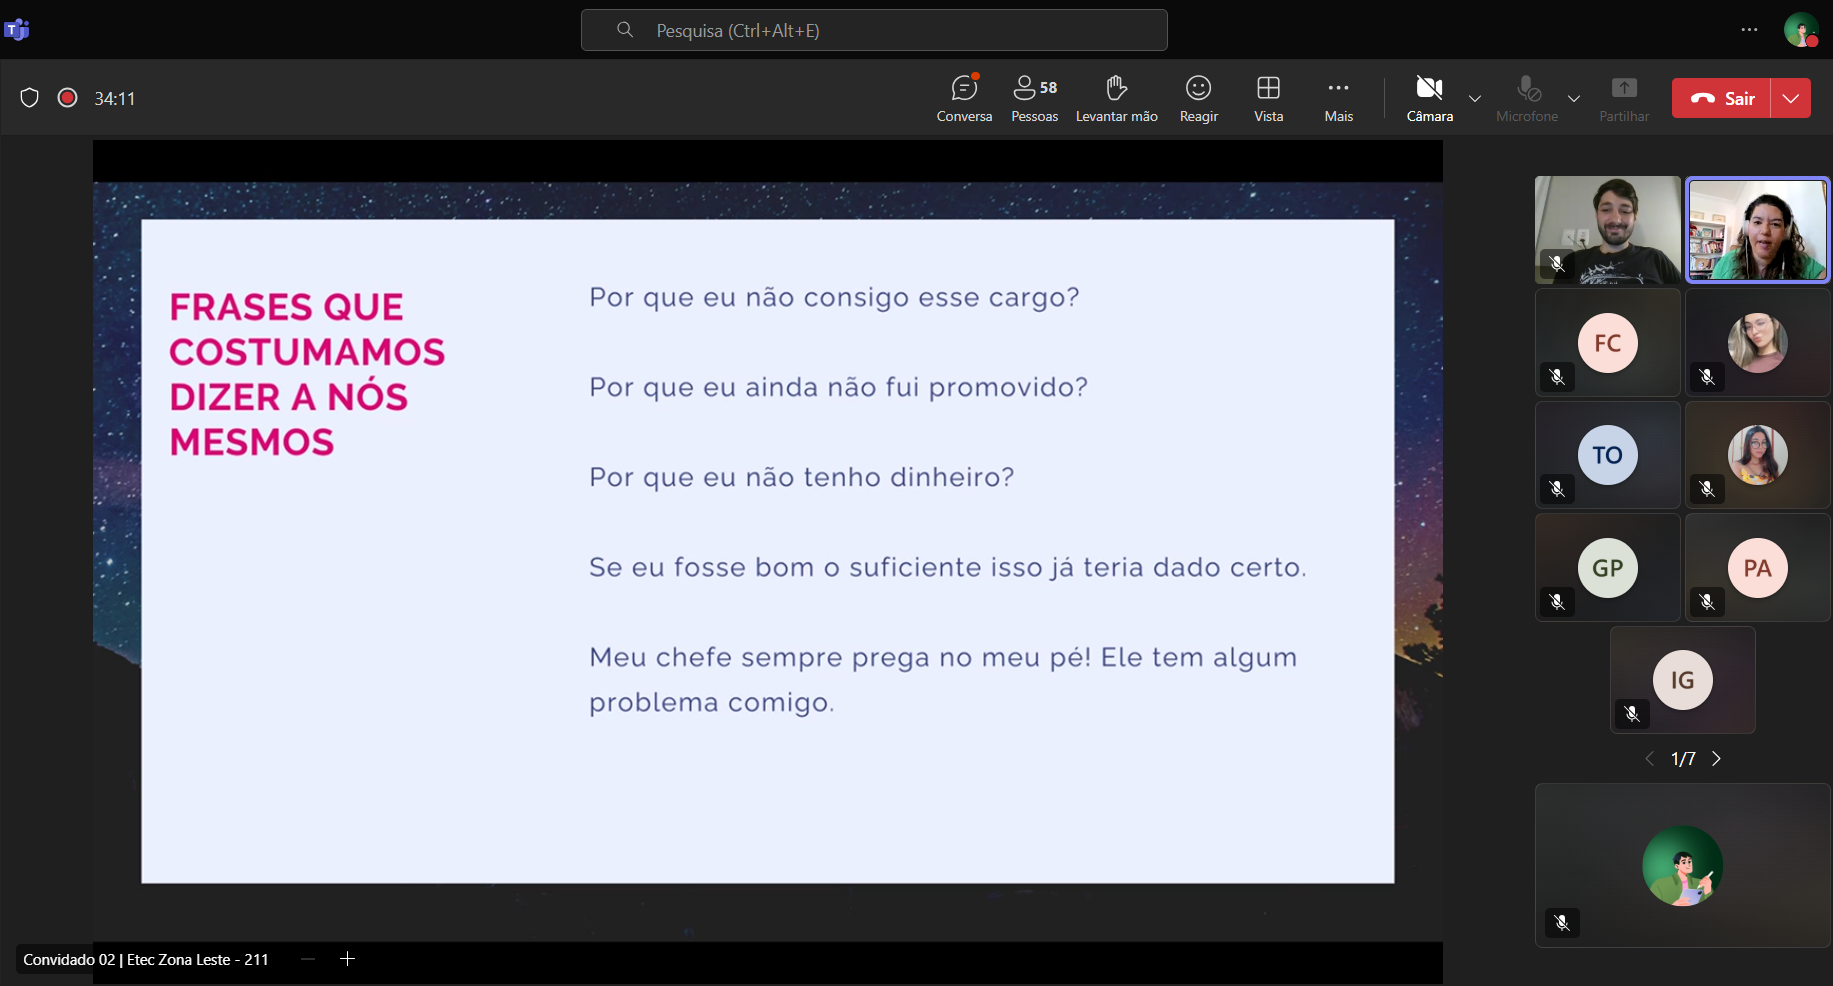 Pesquisa (Ctrl+Alt+E)
34:11
Conversa
58
Pessoas
Levantar mão
Reagir
Vista
Mais
Câmara
Microfone
Partilhar
Sair
FRASES QUE
COSTUMAMOS
DIZER A NÓS
MESMOS
Por que eu não consigo esse cargo?
Por que eu ainda não fui promovido?
Por que eu não tenho dinheiro?
Se eu fosse bom o suficiente isso já teria dado certo.
Meu chefe sempre prega no meu pé! Ele tem algum
problema comigo.
FC
TO
GP
PA
IG
1/7
Convidado 02 | Etec Zona Leste - 211